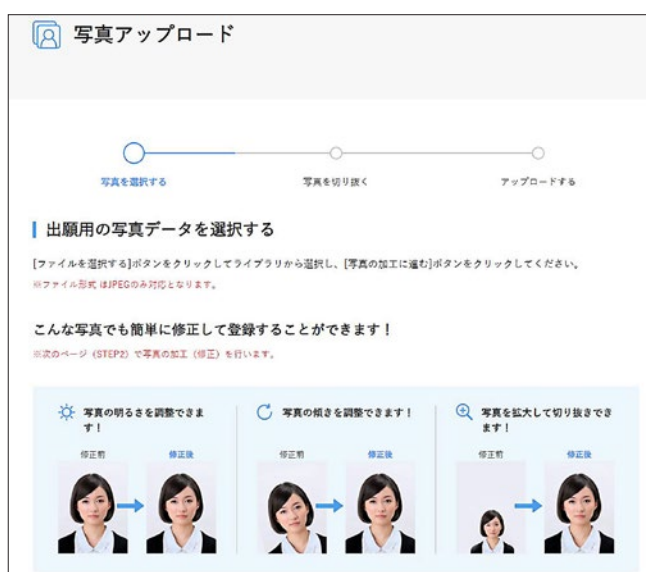 写真アップロード
写真を選択する
写真を切り抜く
アップロードする
出願用の写真データを選択する
[ファイルを選択する]ボタンをクリックしてライブラリから選択し、[写真の加工に進む]ボタンをクリックしてください。
※ファイル形式 はJPEGのみ対応となります。
こんな写真でも簡単に修正して登録することができます！
※次のページ（STEP2）で写真の加工（修正）を行います。
写真の明るさを調整できま
す！
修正前
修正後
写真の傾きを調整できます！
修正前
修正後
写真を拡大して切り抜きでき
ます！
修正前
修正後